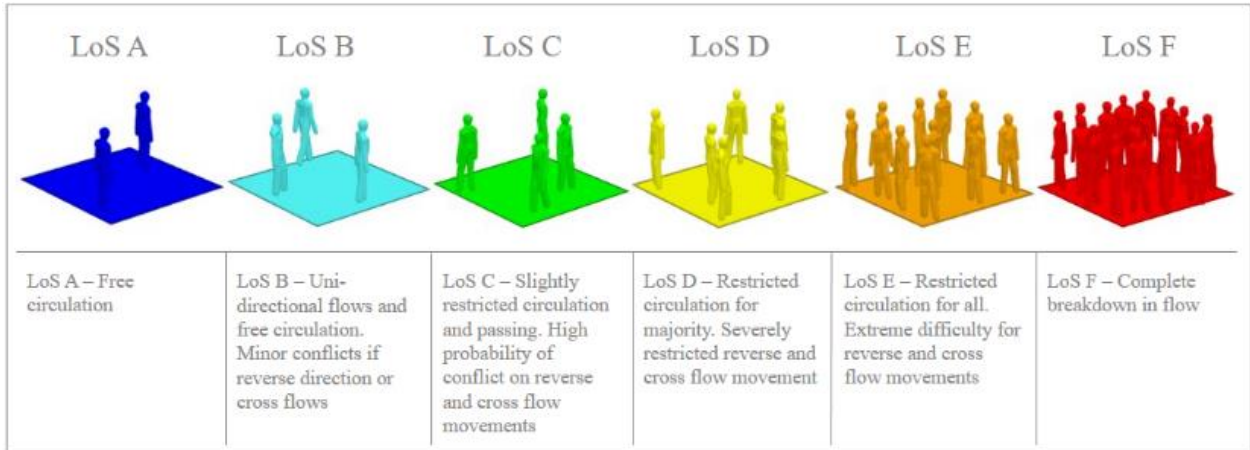 LoS A
LoS B
LoS C
LoS D
LoS E
LoS F
LoS A – Free
circulation
LoS B – Uni-
directional flows and
free circulation.
Minor conflicts if
reverse direction or
cross flows
LoS C – Slightly
restricted circulation
and passing. High
probability of
conflict on reverse
and cross flow
movements
LoS D – Restricted
circulation for
majority. Severely
restricted reverse and
cross flow movement
LoS E – Restricted
circulation for all.
Extreme difficulty for
reverse and cross
flow movements
LoS F – Complete
breakdown in flow